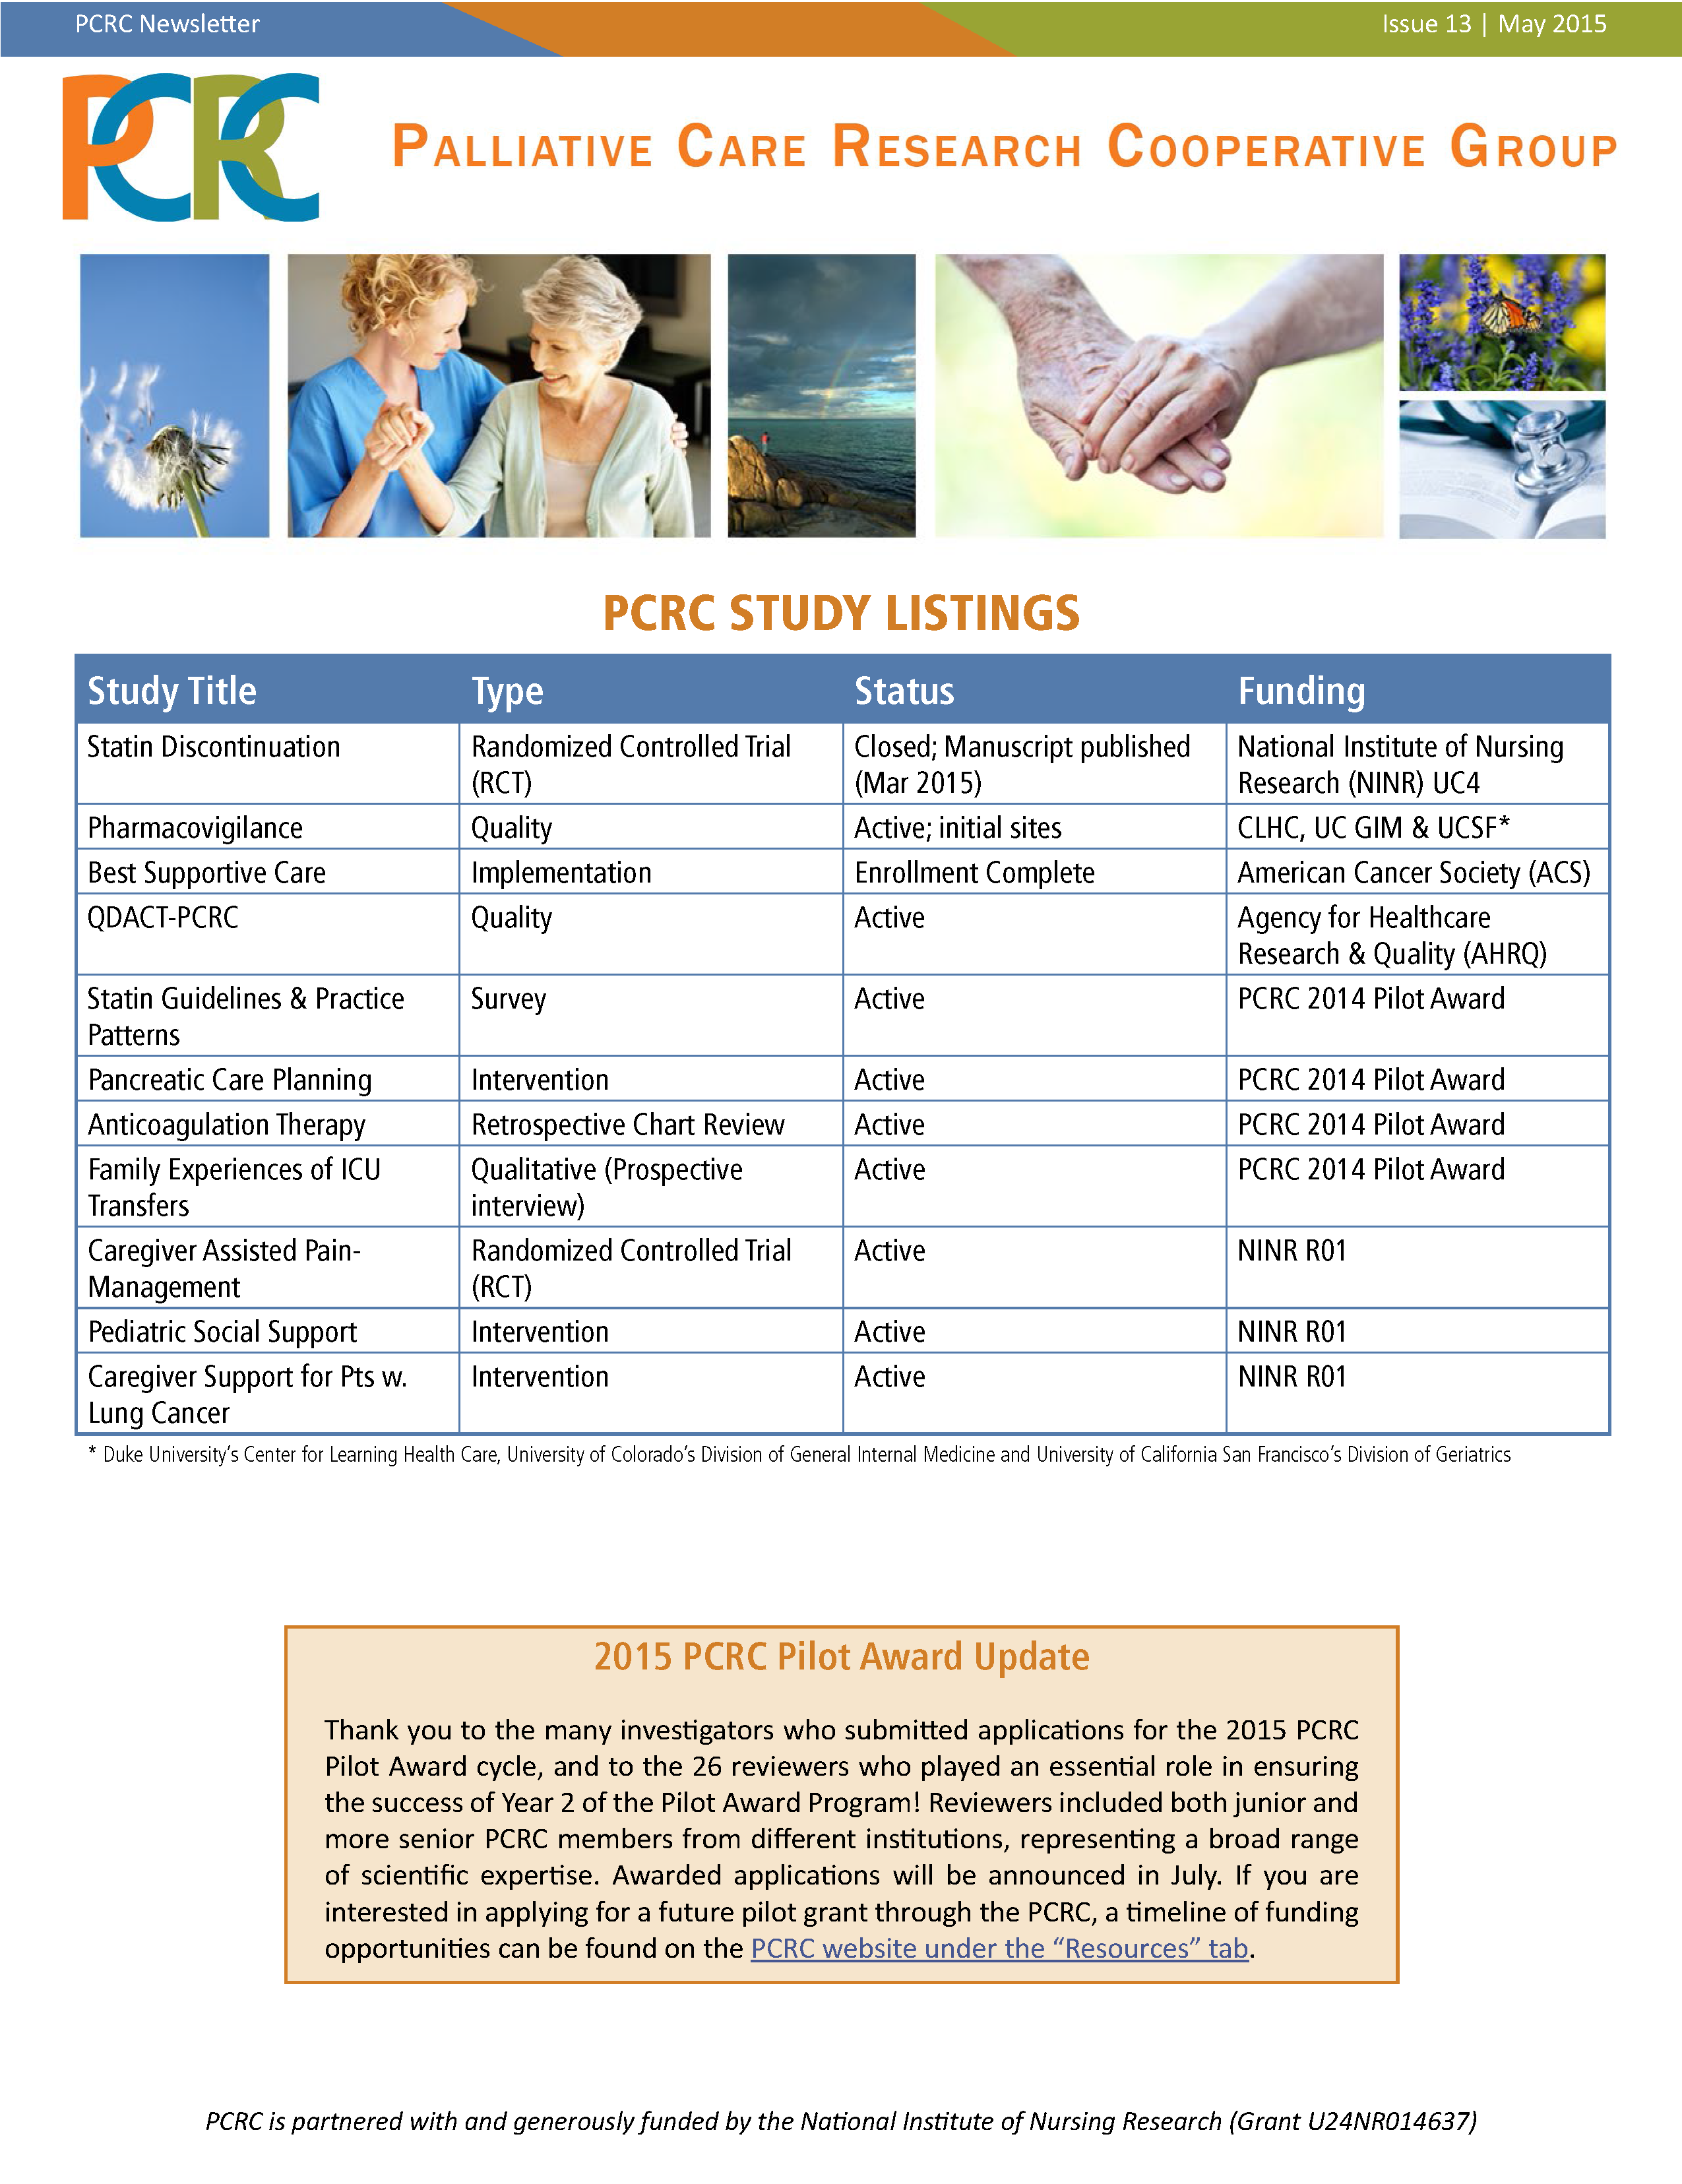 PCRC Newsletter
Issue 13 | May 2015
PCRC
PALLIATIVE CARE RESEARCH COOPERATIVE GROUP
PCRC STUDY LISTINGS
Study Title Type Status Funding
Statin Discontinuation Randomized Controlled Trial Closed; Manuscript published National Institute of Nursing
(RCT) (Mar 2015) Research (NINR) UC4
Pharmacovigilance Quality Active; initial sites CLHC, UC GIM & UCSF*
Best Supportive Care Implementation Enrollment Complete American Cancer Society (ACS)
QDACT-PCRC Quality Active Agency for Healthcare
Research & Quality (AHRQ)
Statin Guidelines & Practice Survey Active PCRC 2014 Pilot Award
Patterns
Pancreatic Care Planning Intervention Active PCRC 2014 Pilot Award
Anticoagulation Therapy Retrospective Chart Review Active PCRC 2014 Pilot Award
Family Experiences of ICU Qualitative (Prospective Active PCRC 2014 Pilot Award
Transfers interview)
Caregiver Assisted Pain- Randomized Controlled Trial Active NINR R01
Management (RCT)
Pediatric Social Support Intervention Active NINR R01
Caregiver Support for Pts w. Intervention Active NINR R01
Lung Cancer
* Duke University's Center for Learning Health Care, University of Colorado's Division of General Internal Medicine and University of California San Francisco's Division of Geriatrics
2015 PCRC Pilot Award Update
Thank you to the many investigators who submitted applications for the 2015 PCRC
Pilot Award cycle, and to the 26 reviewers who played an essential role in ensuring
the success of Year 2 of the Pilot Award Program! Reviewers included both junior and
more senior PCRC members from different institutions, representing a broad range
of scientific expertise. Awarded applications will be announced in July. If you are
interested in applying for a future pilot grant through the PCRC, a timeline of funding
opportunities can be found on the PCRC website under the “Resources” tab.
PCRC is partnered with and generously funded by the National Institute of Nursing Research (Grant U24NR014637)